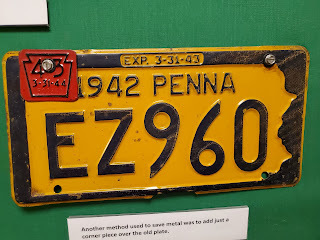 EXP. 3-31-43
43
3-31-44
1942 PENNA
EZ960
Another method used to save metal was to add just a
corner piece over the old plate.